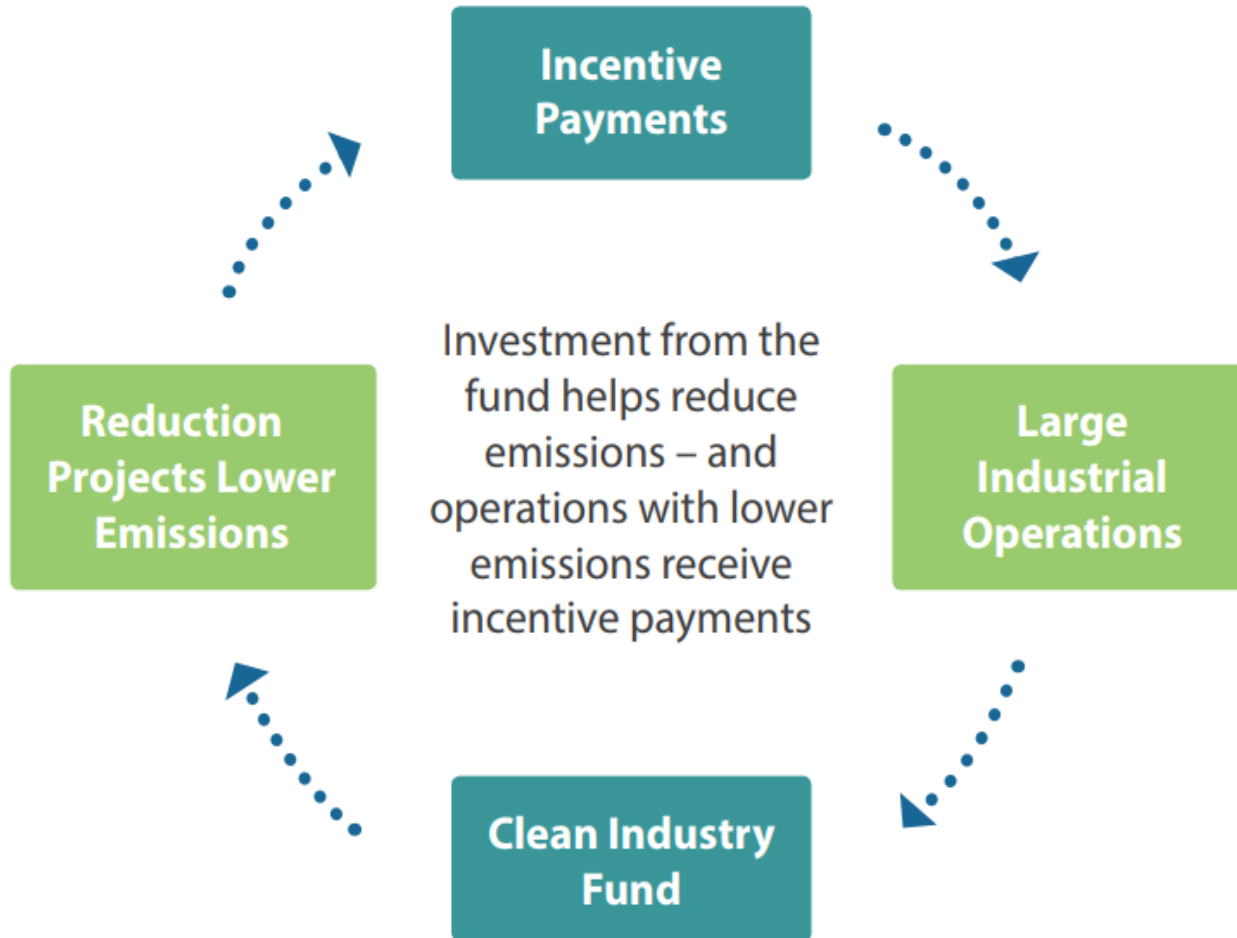 Incentive
Payments
Investment from the
fund helps reduce
emissions – and
operations with lower
emissions receive
incentive payments
Reduction
Projects Lower
Emissions
Large
Industrial
Operations
Clean Industry
Fund